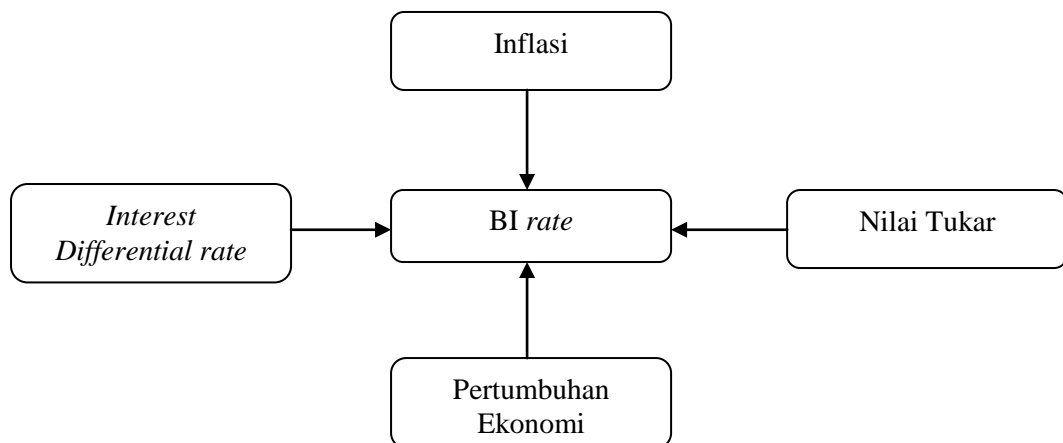 Inflasi
Interest
Differential rate
BI rate
Nilai Tukar
Pertumbuhan
Ekonomi